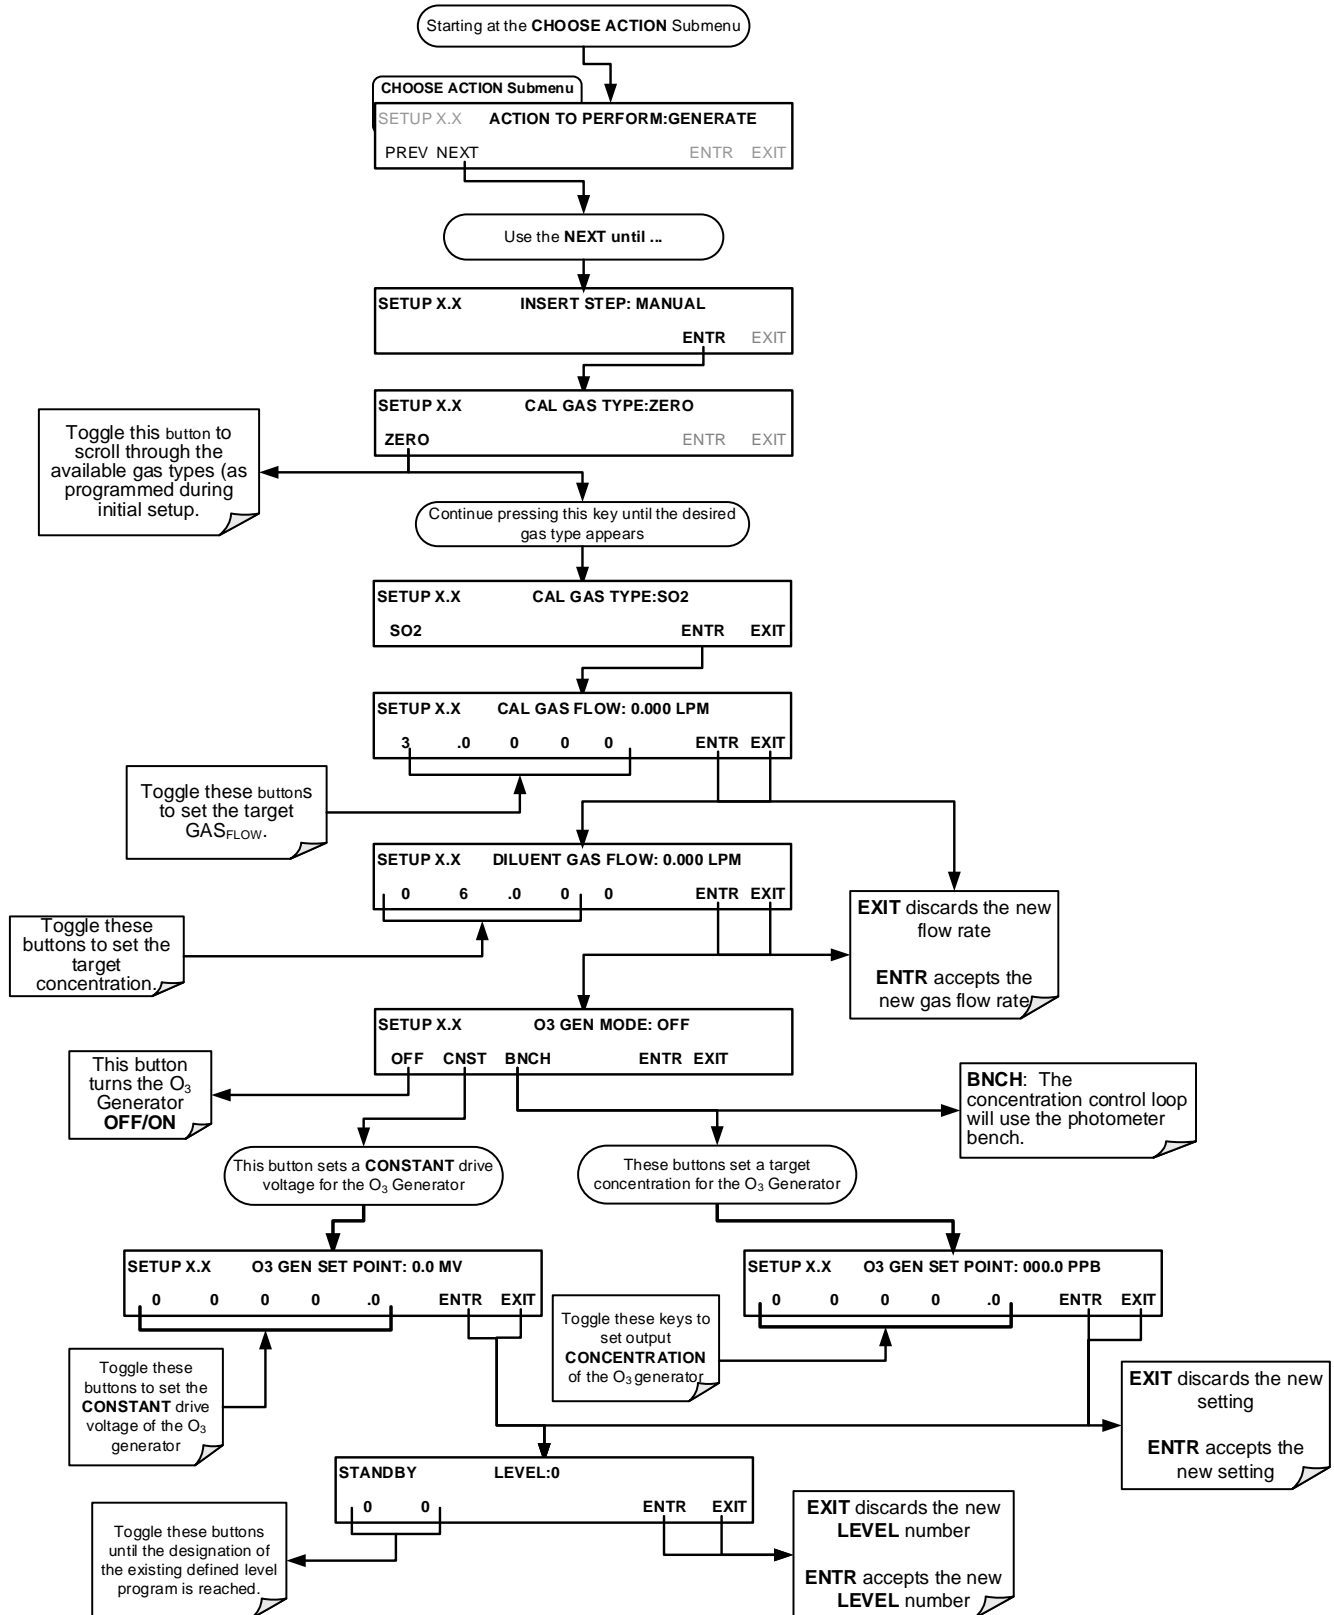 Starting at the CHOOSE ACTION Submenu
CHOOSE ACTION Submenu
SETUP X.X ACTION TO PERFORM:GENERATE
PREV NEXT ENTR EXIT
Use the NEXT until ...
SETUP X.X INSERT STEP: MANUAL
ENTR EXIT
SETUP X.X CAL GAS TYPE:ZERO
ZERO ENTR EXIT
Toggle this button to
scroll through the
available gas types (as
programmed during
initial setup.
Continue pressing this key until the desired
gas type appears
SETUP X.X CAL GAS TYPE:SO2
SO2 ENTR EXIT
SETUP X.X CAL GAS FLOW: 0.000 LPM
3 .0 0 0 0 ENTR EXIT
Toggle these buttons
to set the target
GASFLOW.
SETUP X.X DILUENT GAS FLOW: 0.000 LPM
0 6 .0 0 0 ENTR EXIT
Toggle these
buttons to set the
target
concentration.
EXIT discards the new
flow rate
ENTR accepts the
new gas flow rate
SETUP X.X O3 GEN MODE: OFF
OFF CNST BNCH ENTR EXIT
This button
turns the O3
Generator
OFF/ON
BNCH: The
concentration control loop
will use the photometer
bench.
This button sets a CONSTANT drive
voltage for the O3 Generator
These buttons set a target
concentration for the O3 Generator
SETUP X.X O3 GEN SET POINT: 0.0 MV
0 0 0 0 .0 ENTR EXIT
SETUP X.X O3 GEN SET POINT: 000.0 PPB
0 0 0 0 .0 ENTR EXIT
Toggle these keys to
set output
CONCENTRATION
of the O3 generator
Toggle these
buttons to set the
CONSTANT drive
voltage of the O3
generator
EXIT discards the new
setting
ENTR accepts the
new setting
STANDBY LEVEL:0
0 0 ENTR EXIT
Toggle these buttons
until the designation of
the existing defined level
program is reached.
EXIT discards the new
LEVEL number
ENTR accepts the new
LEVEL number